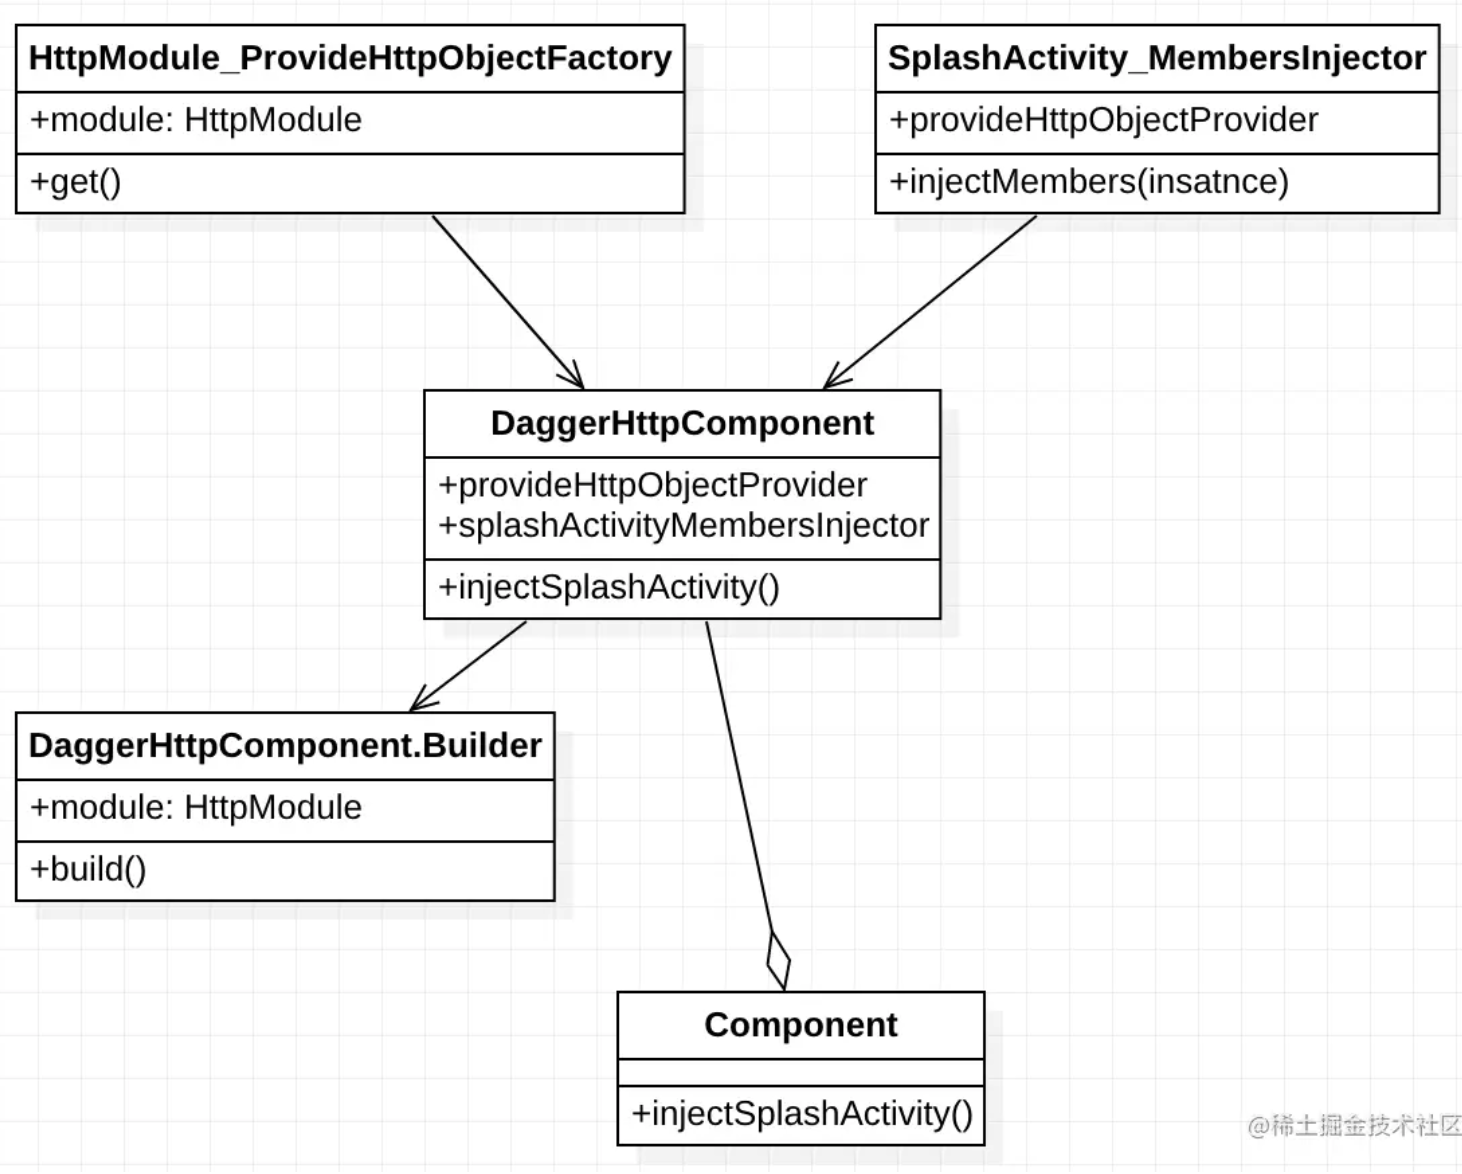 HttpModule_ProvideHttpObjectFactory
+module: HttpModule
+get()
SplashActivity_MembersInjector
+provideHttpObjectProvider
+injectMembers(insatnce)
DaggerHttpComponent
+provideHttpObjectProvider
+splashActivityMembersInjector
+injectSplashActivity()
DaggerHttpComponent.Builder
+module: HttpModule
+build()
Component
+injectSplashActivity()
@稀土掘金技术社区